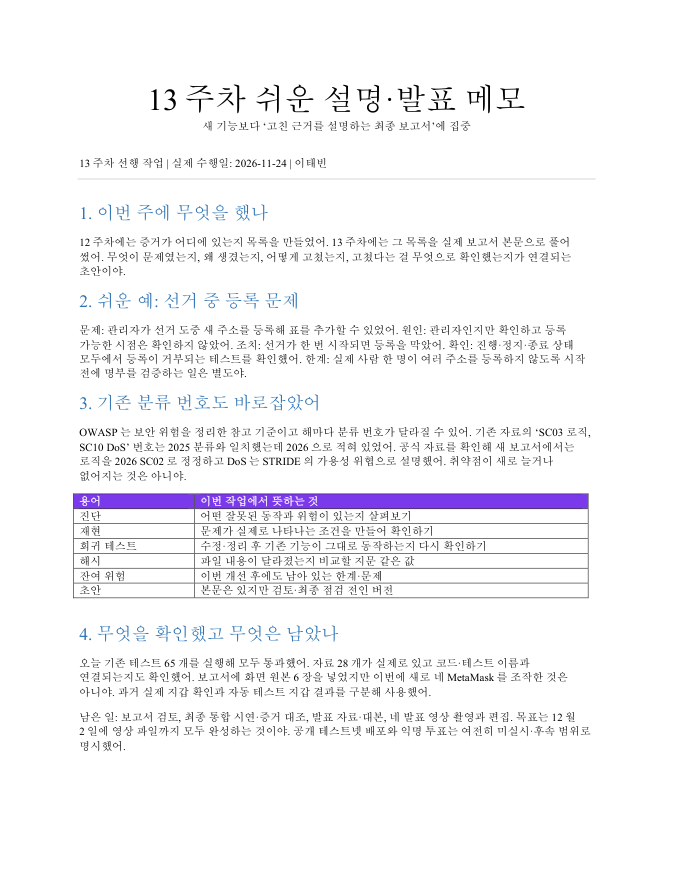 13 주차 쉬운 설명·발표 메모
새 기능보다 ‘고친 근거를 설명하는 최종 보고서’에 집중
13 주차 선행 작업 | 실제 수행일: 2026-11-24 | 이태빈
1. 이번 주에 무엇을 했나
12 주차에는 증거가 어디에 있는지 목록을 만들었어. 13 주차에는 그 목록을 실제 보고서 본문으로 풀어
썼어. 무엇이 문제였는지, 왜 생겼는지, 어떻게 고쳤는지, 고쳤다는 걸 무엇으로 확인했는지가 연결되는
초안이야.
2. 쉬운 예: 선거 중 등록 문제
문제: 관리자가 선거 도중 새 주소를 등록해 표를 추가할 수 있었어. 원인: 관리자인지만 확인하고 등록
가능한 시점은 확인하지 않았어. 조치: 선거가 한 번 시작되면 등록을 막았어. 확인: 진행·정지·종료 상태
모두에서 등록이 거부되는 테스트를 확인했어. 한계: 실제 사람 한 명이 여러 주소를 등록하지 않도록 시작
전에 명부를 검증하는 일은 별도야.
3. 기존 분류 번호도 바로잡았어
OWASP 는 보안 위험을 정리한 참고 기준이고 해마다 분류 번호가 달라질 수 있어. 기존 자료의 ‘SC03 로직,
SC10 DoS’ 번호는 2025 분류와 일치했는데 2026 으로 적혀 있었어. 공식 자료를 확인해 새 보고서에서는
로직을 2026 SC02 로 정정하고 DoS 는 STRIDE 의 가용성 위협으로 설명했어. 취약점이 새로 늘거나
없어지는 것은 아니야.
용어 이번 작업에서 뜻하는 것
진단 어떤 잘못된 동작과 위험이 있는지 살펴보기
재현 문제가 실제로 나타나는 조건을 만들어 확인하기
회귀 테스트 수정·정리 후 기존 기능이 그대로 동작하는지 다시 확인하기
해시 파일 내용이 달라졌는지 비교할 지문 같은 값
잔여 위험 이번 개선 후에도 남아 있는 한계·문제
초안 본문은 있지만 검토·최종 점검 전인 버전
4. 무엇을 확인했고 무엇은 남았나
오늘 기존 테스트 65 개를 실행해 모두 통과했어. 자료 28 개가 실제로 있고 코드·테스트 이름과
연결되는지도 확인했어. 보고서에 화면 원본 6 장을 넣었지만 이번에 새로 네 MetaMask 를 조작한 것은
아니야. 과거 실제 지갑 확인과 자동 테스트 지갑 결과를 구분해 사용했어.
남은 일: 보고서 검토, 최종 통합 시연·증거 대조, 발표 자료·대본, 네 발표 영상 촬영과 편집. 목표는 12 월
2 일에 영상 파일까지 모두 완성하는 것이야. 공개 테스트넷 배포와 익명 투표는 여전히 미실시·후속 범위로
명시했어.